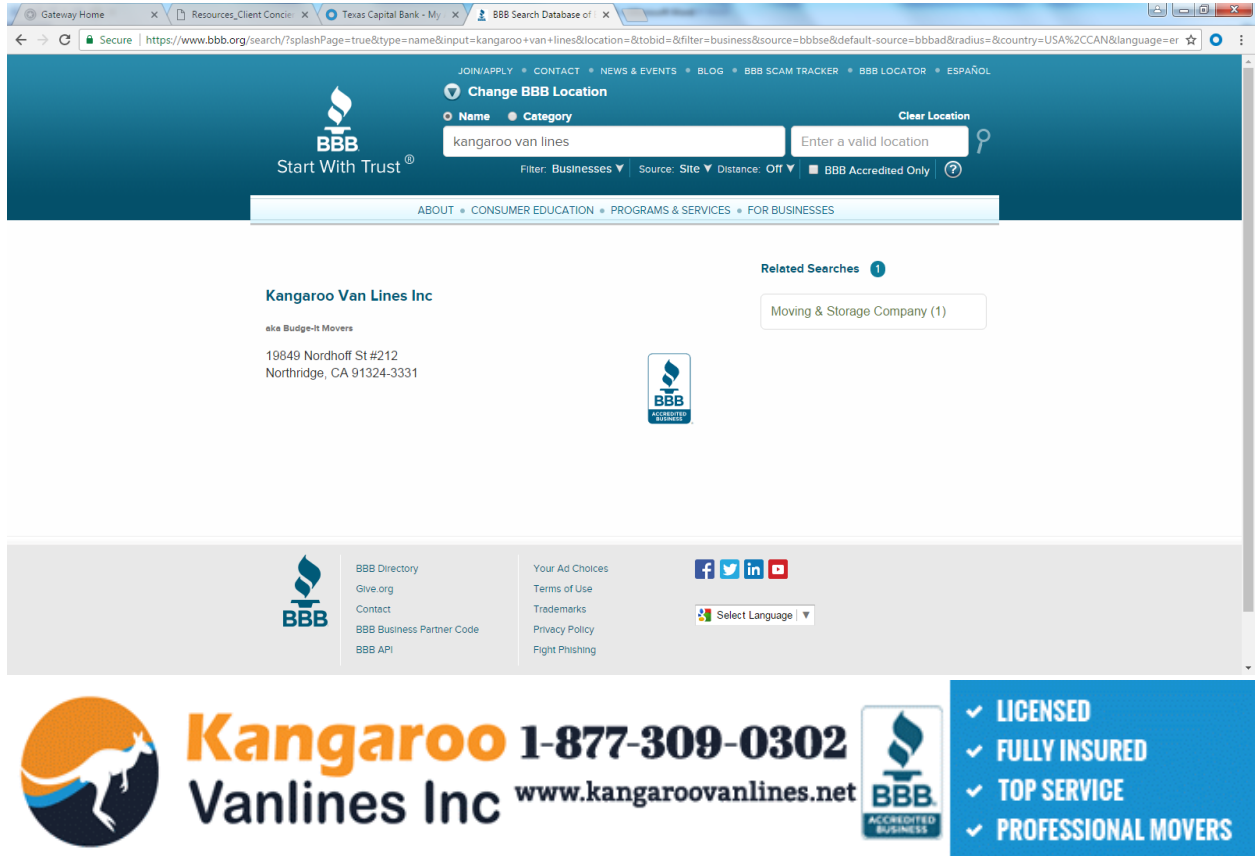 Gateway Home
Resources_Client Concier
Texas Capital Bank - My
BBB Search Database of
Secure | https://www.bbb.org/search/?splashPage=true&type=name&input=kangaroo+van+lines&location=&tobid=&filter=business&source=bbbse&default-source=bbbad&radius=&country=USA%2CCAN&language=er
JOIN/APPLY • CONTACT • NEWS & EVENTS • BLOG • BBB SCAM TRACKER • BBB LOCATOR • ESPAÑOL
Change BBB Location
Name Category Clear Location
kangaroo van lines Enter a valid location
BBB
Start With Trust®
Filter: Businesses Source: Site Distance: Off BBB Accredited Only ?
ABOUT • CONSUMER EDUCATION • PROGRAMS & SERVICES • FOR BUSINESSES
Related Searches 1
Moving & Storage Company (1)
Kangaroo Van Lines Inc
aka Budge-It Movers
19849 Nordhoff St #212
Northridge, CA 91324-3331
BBB
ACCREDITED
BUSINESS
BBB
BBB Directory
Give.org
Contact
BBB Business Partner Code
BBB API
Your Ad Choices
Terms of Use
Trademarks
Privacy Policy
Fight Phishing
Select Language
Kangaroo
Vanlines Inc
1-877-309-0302
www.kangaroovanlines.net
BBB.
ACCREDITED
BUSINESS
LICENSED
FULLY INSURED
TOP SERVICE
PROFESSIONAL MOVERS